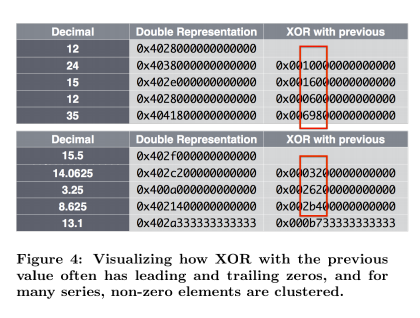 Decimal Double Representation XOR with previous
12 0x4028000000000000
24 0x4038000000000000 0x0010000000000000
15 0x402e000000000000 0x0016000000000000
12 0x4028000000000000 0x0006000000000000
35 0x4041800000000000 0x0069800000000000
Decimal Double Representation XOR with previous
15.5 0x402f000000000000
14.0625 0x402c200000000000 0x0003200000000000
3.25 0x400a000000000000 0x0026200000000000
8.625 0x4021400000000000 0x002b400000000000
13.1 0x402a333333333333 0x000b733333333333
Figure 4: Visualizing how XOR with the previous
value often has leading and trailing zeros, and for
many series, non-zero elements are clustered.